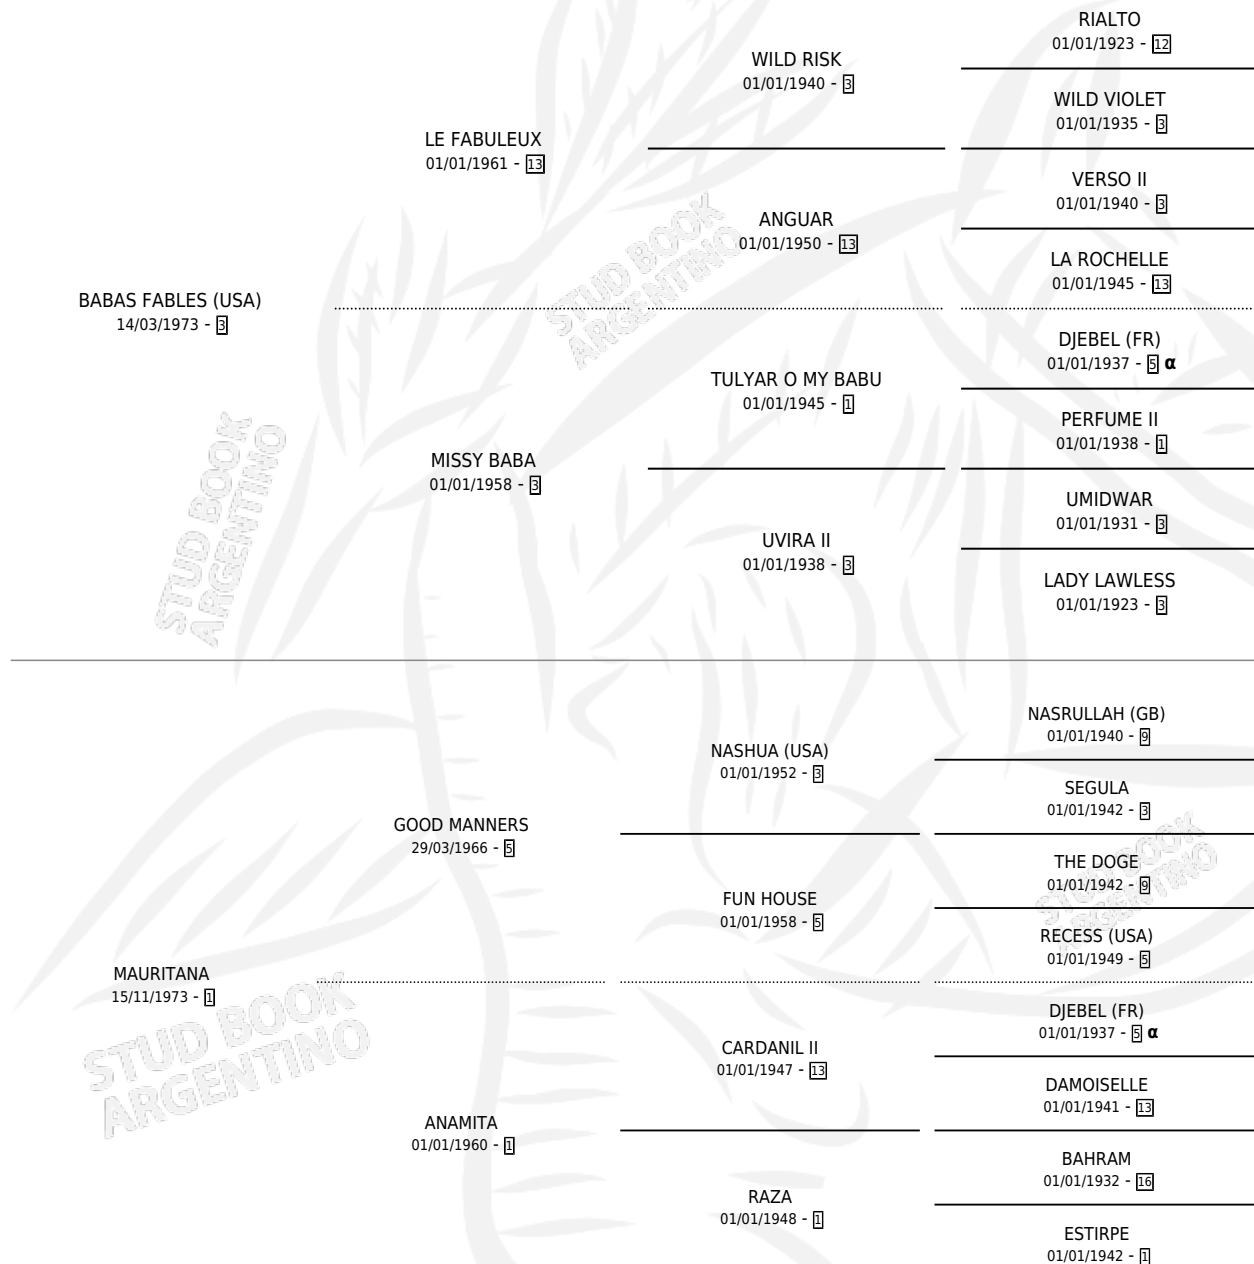 RIALTO
01/01/1923 - 12
WILD RISK
01/01/1940 - 3
WILD VIOLET
01/01/1935 - 3
LE FABULEUX
01/01/1961 - 13
VERSO II
01/01/1940 - 3
ANGUAR
01/01/1950 - 13
LA ROCHELLE
01/01/1945 - 13
BABAS FABLES (USA)
14/03/1973 - 3
DJEBEL (FR)
01/01/1937 - 5 α
TULYAR O MY BABU
01/01/1945 - 1
PERFUME II
01/01/1938 - 1
MISSY BABA
01/01/1958 - 3
UMIDWAR
01/01/1931 - 3
UVIRA II
01/01/1938 - 3
LADY LAWLESS
01/01/1923 - 3
NASRULLAH (GB)
01/01/1940 - 9
NASHUA (USA)
01/01/1952 - 3
SEGULA
01/01/1942 - 3
GOOD MANNERS
29/03/1966 - 5
THE DOGE
01/01/1942 - 9
FUN HOUSE
01/01/1958 - 5
RECESS (USA)
01/01/1949 - 5
MAURITANA
15/11/1973 - 1
DJEBEL (FR)
01/01/1937 - 5 α
CARDANIL II
01/01/1947 - 13
DAMOISELLE
01/01/1941 - 13
ANAMITA
01/01/1960 - 1
BAHRAM
01/01/1932 - 16
RAZA
01/01/1948 - 1
ESTIRPE
01/01/1942 - 1
STUD BOOK
ARGENTINO
STUD BOOK
ARGENTINO
STUD BOOK
ARGENTINO
STUD BOOK
ARGENTINO